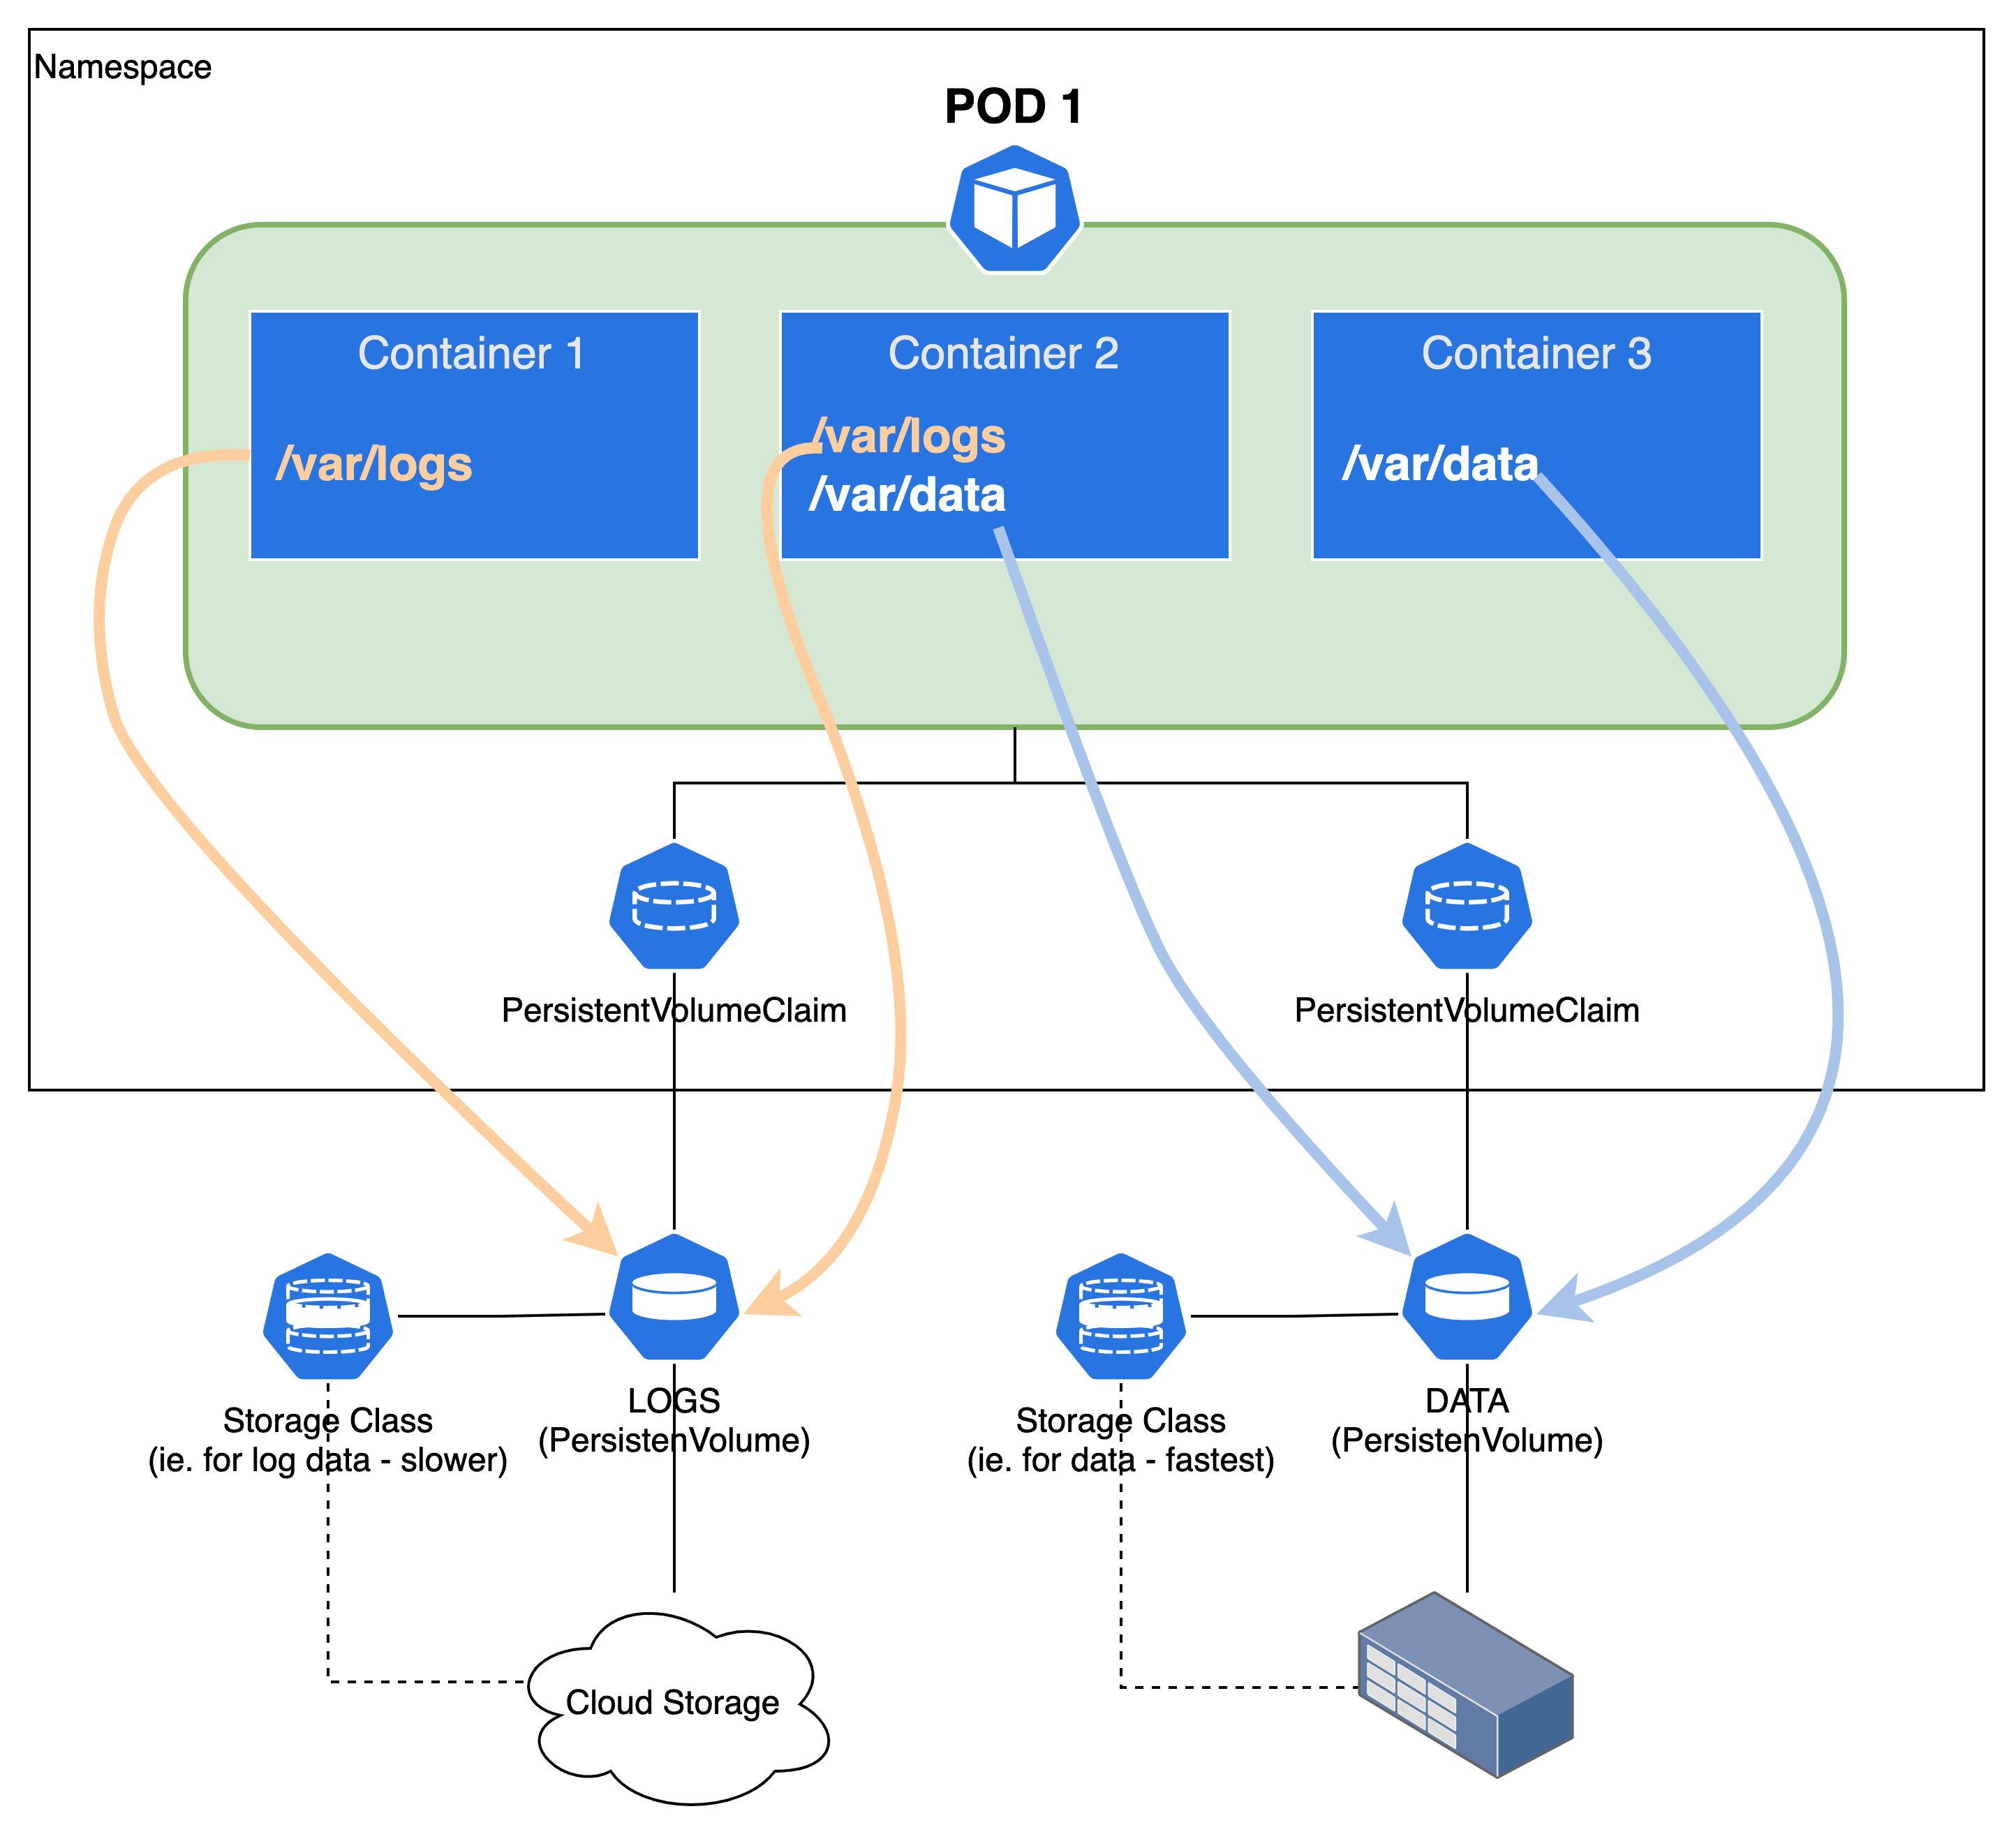 Namespace
POD 1
Container 1
/var/logs
Container 2
/var/logs
/var/data
Container 3
/var/data
PersistentVolumeClaim
PersistentVolumeClaim
Storage Class
(ie. for log data - slower)
LOGS
(PersistenVolume)
Storage Class
(ie. for data - fastest)
DATA
(PersistenVolume)
Cloud Storage